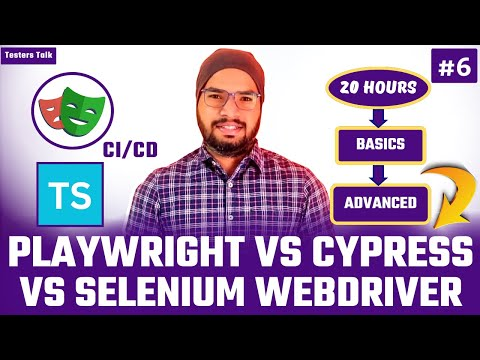 Testers Talk
#6
CI/CD
TS
20 HOURS
BASICS
ADVANCED
PLAYWRIGHT VS CYPRESS
VS SELENIUM WEBDRIVER